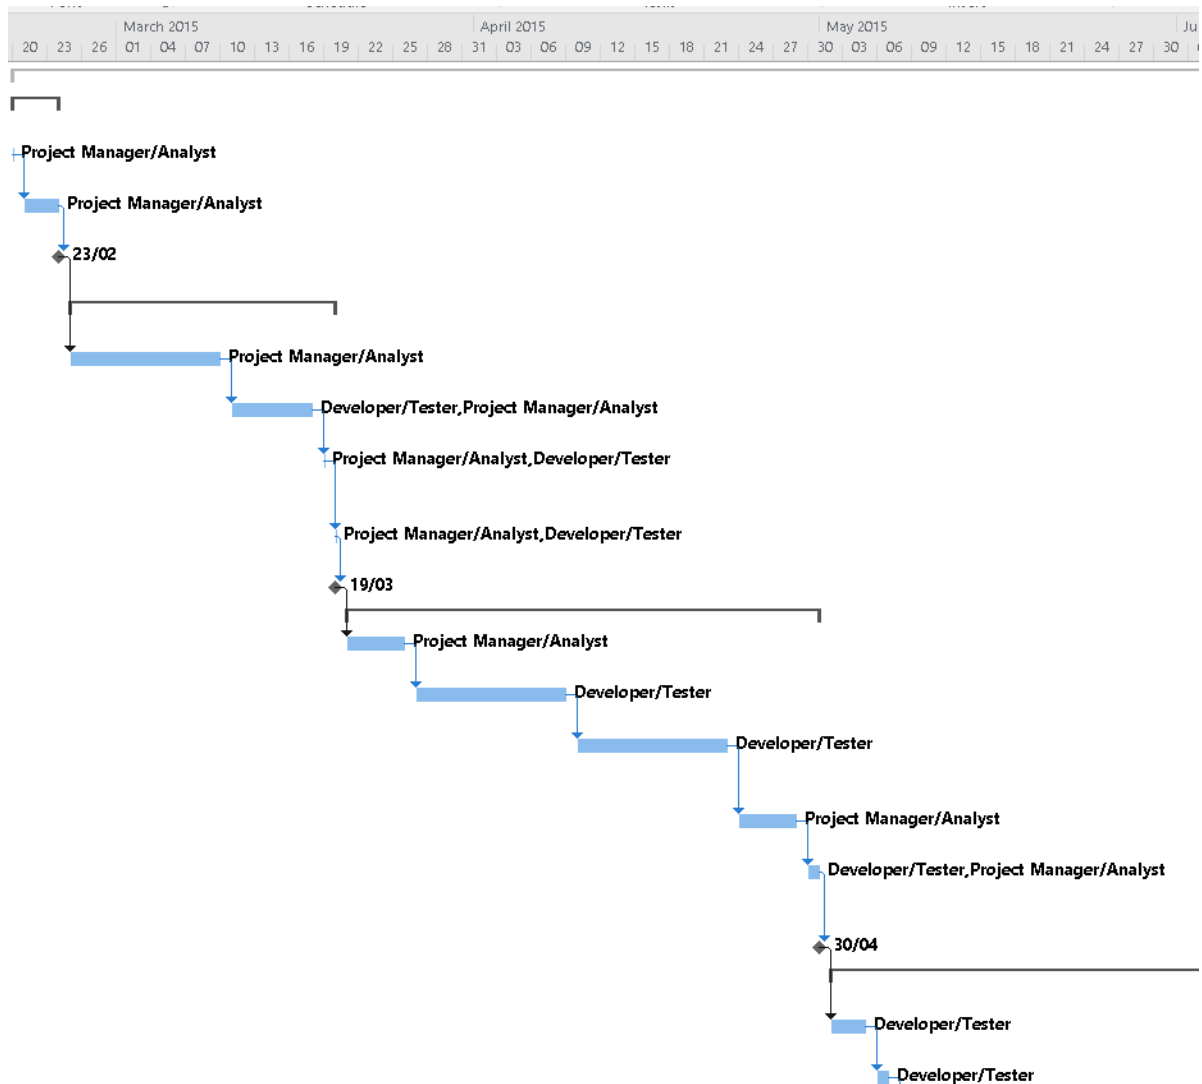 March 2015 April 2015 May 2015
20 23 26 01 04 07 10 13 16 19 22 25 28 31 03 06 09 12 15 18 21 24 27 30 03 06 09 12 15 18 21 24 27 30
Project Manager/Analyst
Project Manager/Analyst
23/02
Project Manager/Analyst
Developer/Tester,Project Manager/Analyst
Project Manager/Analyst,Developer/Tester
Project Manager/Analyst,Developer/Tester
19/03
Project Manager/Analyst
Developer/Tester
Developer/Tester
Project Manager/Analyst
Developer/Tester,Project Manager/Analyst
30/04
Developer/Tester
Developer/Tester